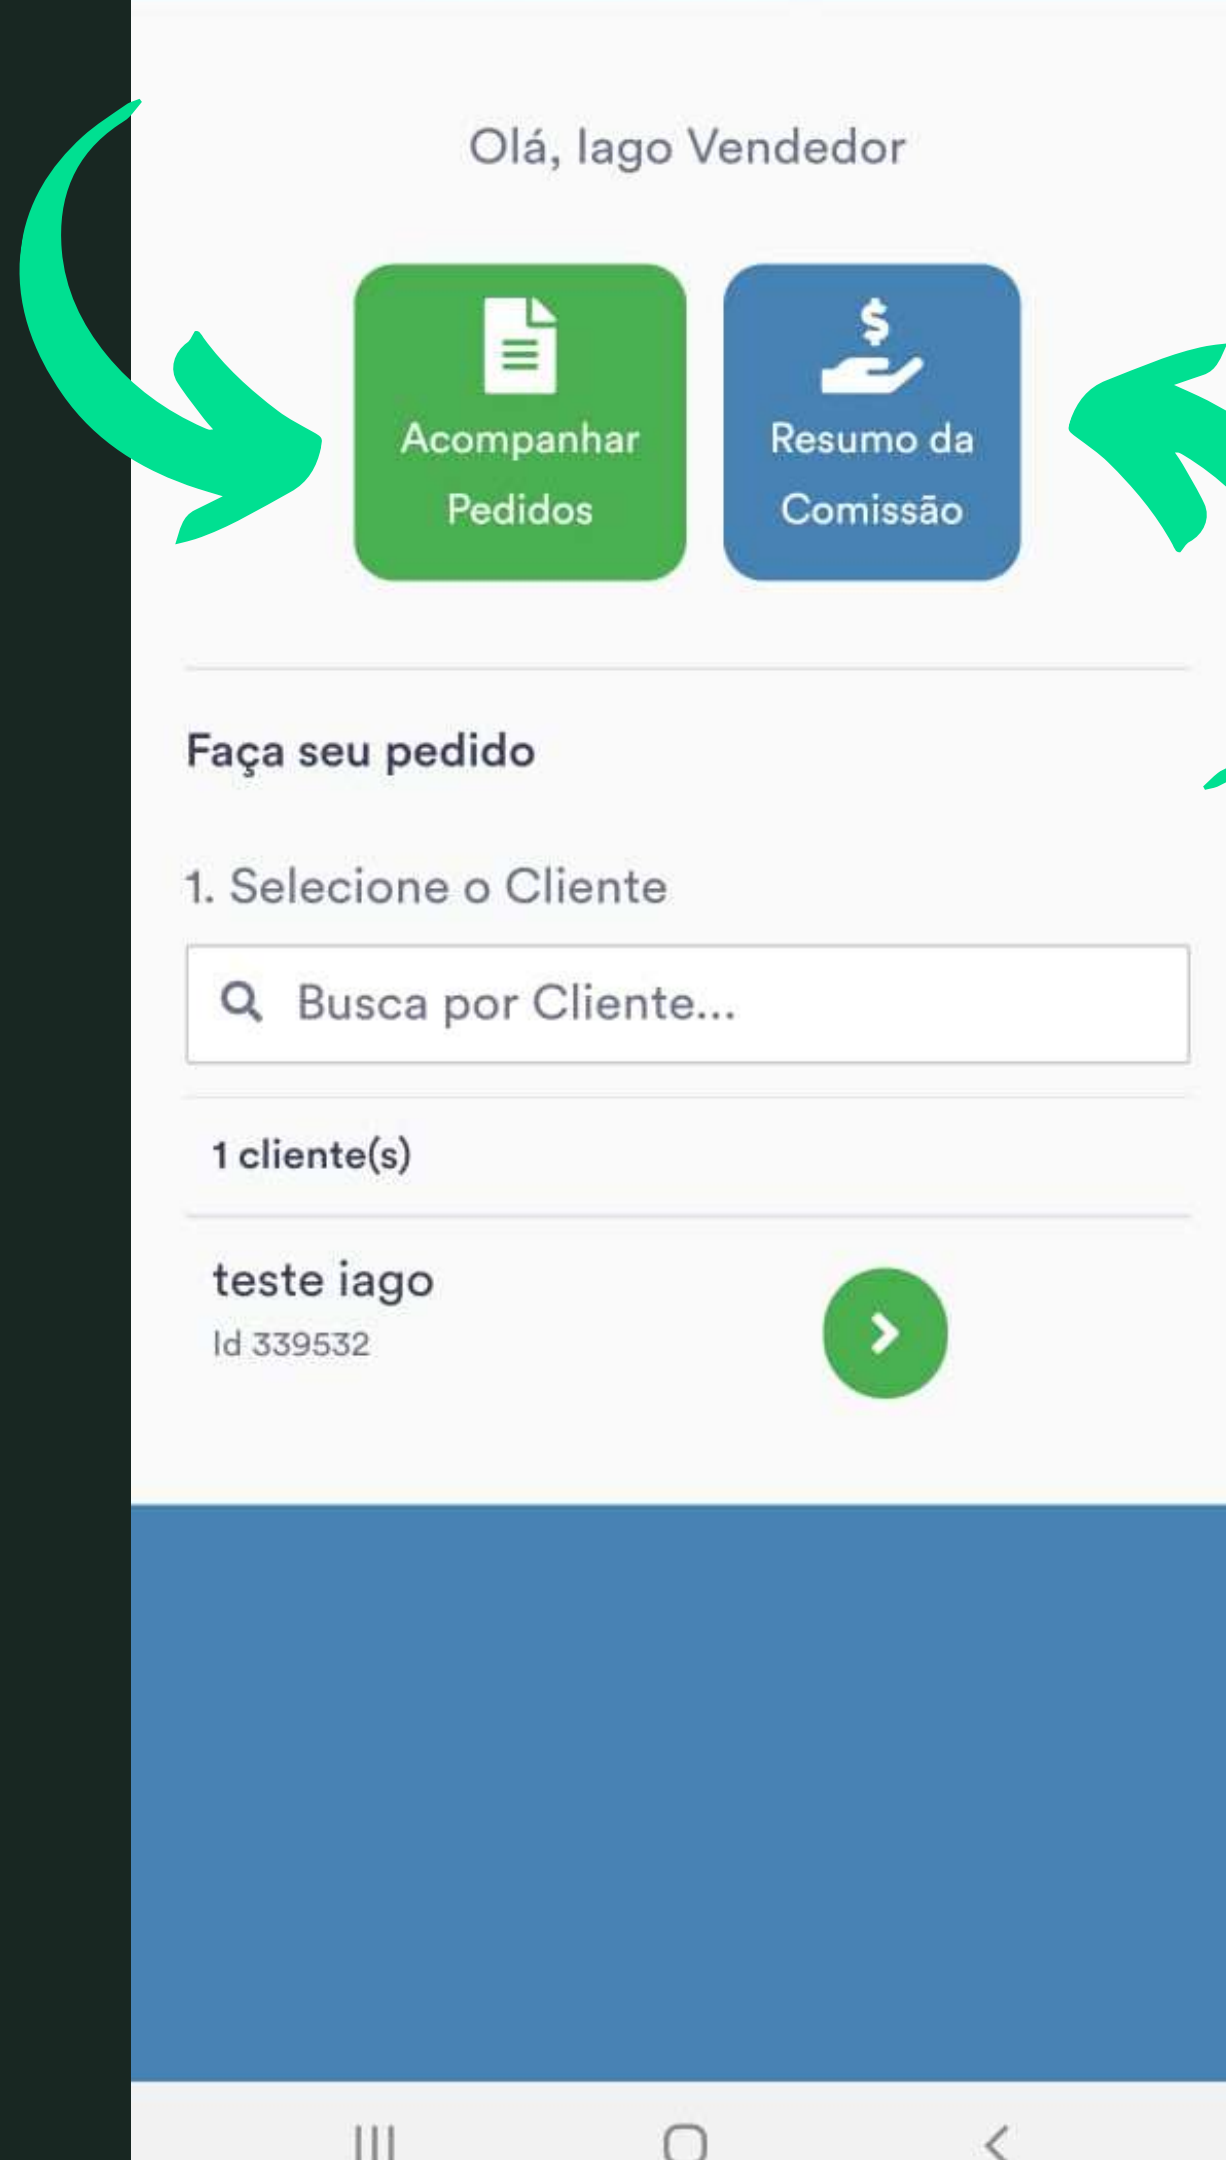 Olá, Iago Vendedor
Acompanhar
Pedidos
Resumo da
Comissão
Faça seu pedido
1. Selecione o Cliente
Busca por Cliente...
1 cliente(s)
teste iago
Id 339532